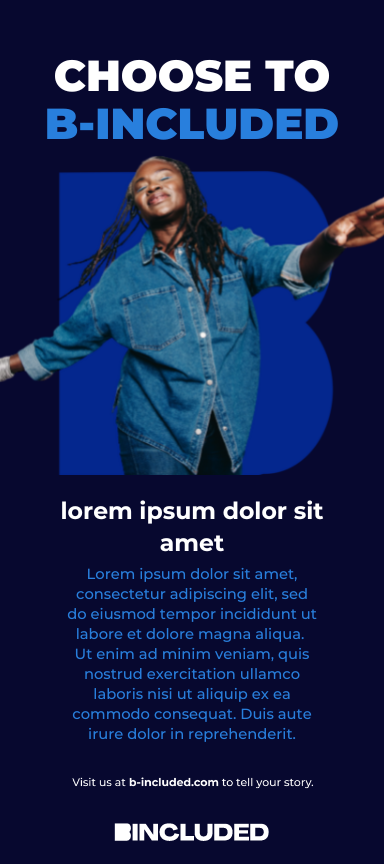 CHOOSE TO
B-INCLUDED
lorem ipsum dolor sit
amet
Lorem ipsum dolor sit amet,
consectetur adipiscing elit, sed
do eiusmod tempor incididunt ut
labore et dolore magna aliqua.
Ut enim ad minim veniam, quis
nostrud exercitation ullamco
laboris nisi ut aliquip ex ea
commodo consequat. Duis aute
irure dolor in reprehenderit.
Visit us at b-included.com to tell your story.
BINCLUDED